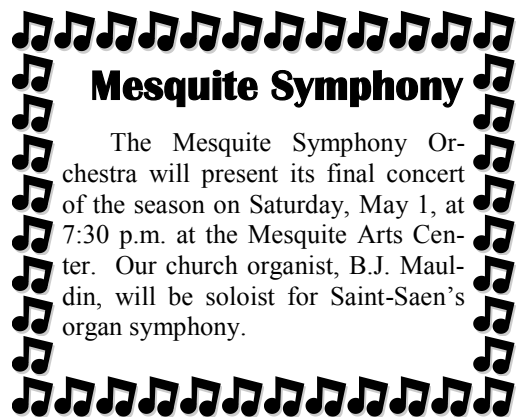 Mesquite Symphony
The Mesquite Symphony Or-
chestra will present its final concert
of the season on Saturday, May 1, at
7:30 p.m. at the Mesquite Arts Cen-
ter. Our church organist, B.J. Maul-
din, will be soloist for Saint-Saen's
organ symphony.